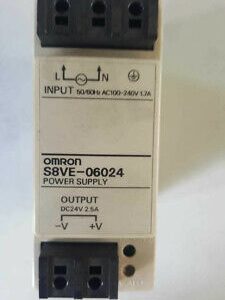 L N
INPUT 50/60Hz AC100-240V 1.7A
OMRON
S8VE-06024
POWER SUPPLY
OUTPUT
DC24V 2.5A
-V +V